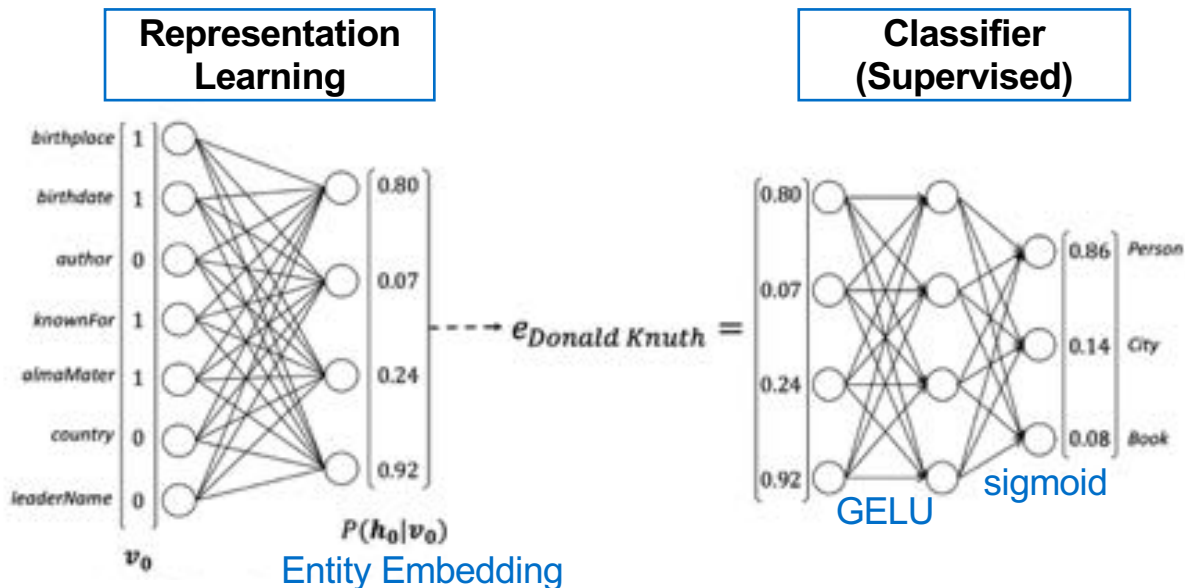 Representation
Learning
Classifier
(Supervised)
birthplace 1
birthdate 1
author 0
knownFor 1
almaMater 1
country 0
leaderName 0
v₀
0.80
0.07
0.24
0.92
P(h₀|v₀)
Entity Embedding
e Donald Knuth =
0.80
0.07
0.24
0.92
GELU
sigmoid
0.86 Person
0.14 City
0.08 Book